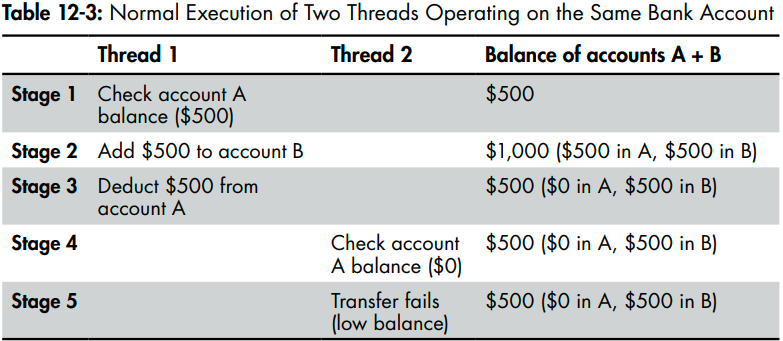 Table 12-3: Normal Execution of Two Threads Operating on the Same Bank Account
Thread 1 Thread 2 Balance of accounts A + B
Stage 1 Check account A $500
balance ($500)
Stage 2 Add $500 to account B $1,000 ($500 in A, $500 in B)
Stage 3 Deduct $500 from $500 ($0 in A, $500 in B)
account A
Stage 4 Check account $500 ($0 in A, $500 in B)
A balance ($0)
Stage 5 Transfer fails $500 ($0 in A, $500 in B)
(low balance)